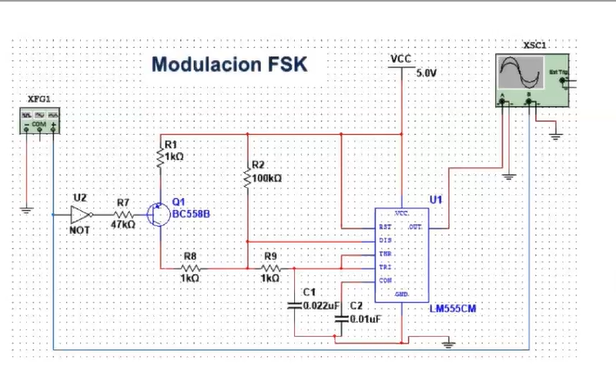 Modulacion FSK
XSC1
VCC
5.0V
Ext Trig
A
B
XFG1
COM
R1
1kΩ
R2
100kΩ
U2
NOT
R7
47kΩ
Q1
BC558B
U1
VCC
RST
OUT
DIS
THR
TRI
CON
GND
LM555CM
R8
1kΩ
R9
1kΩ
C1
0.022uF
C2
0.01uF